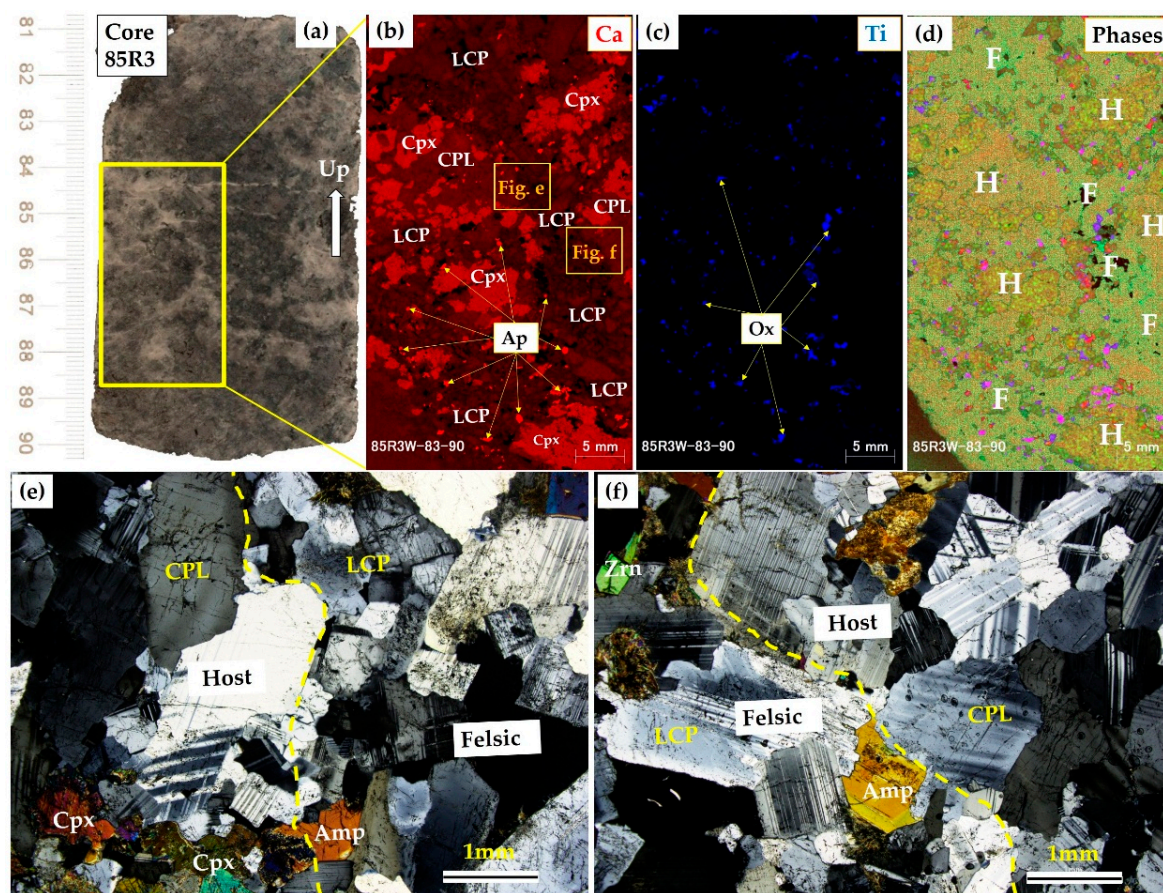 (a)
Core
85R3
81
82
83
84
85
86
87
88
89
90
Up
(b)
Ca
LCP
Cpx
Cpx
CPL
Fig. e
CPL
LCP
LCP
Fig. f
Cpx
LCP
Ap
LCP
LCP
Cpx
85R3W-83-90
5 mm
(c)
Ti
Ox
85R3W-83-90
5 mm
(d)
Phases
F
H
H
F
H
H
F
F
F
H
85R3W-83-90
5 mm
(e)
CPL
LCP
Host
Felsic
Cpx
Cpx
Amp
1mm
(f)
Zrn
Host
CPL
Felsic
LCP
Amp
1mm